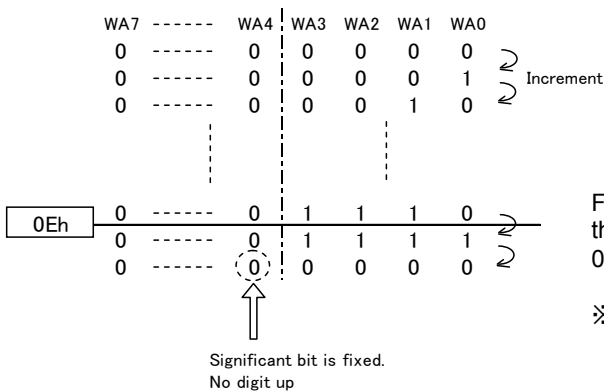 WA7 ------ WA4 WA3 WA2 WA1 WA0
0 ------ 0 0 0 0 0
0 ------ 0 0 0 0 1
0 ------ 0 0 0 1 0
Increment
0Eh
0 ------ 0 1 1 1 0
0 ------ 0 1 1 1 1
0 ------ 0 0 0 0 0
F
th
0
※
Significant bit is fixed.
No digit up